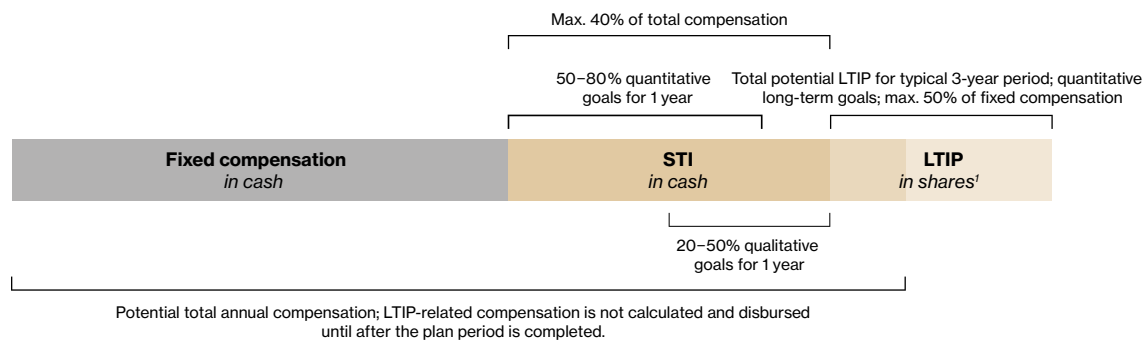 Max. 40% of total compensation
50–80% quantitative
goals for 1 year
Total potential LTIP for typical 3-year period; quantitative
long-term goals; max. 50% of fixed compensation
Fixed compensation
in cash
STI
in cash
LTIP
in shares¹
20–50% qualitative
goals for 1 year
Potential total annual compensation; LTIP-related compensation is not calculated and disbursed
until after the plan period is completed.